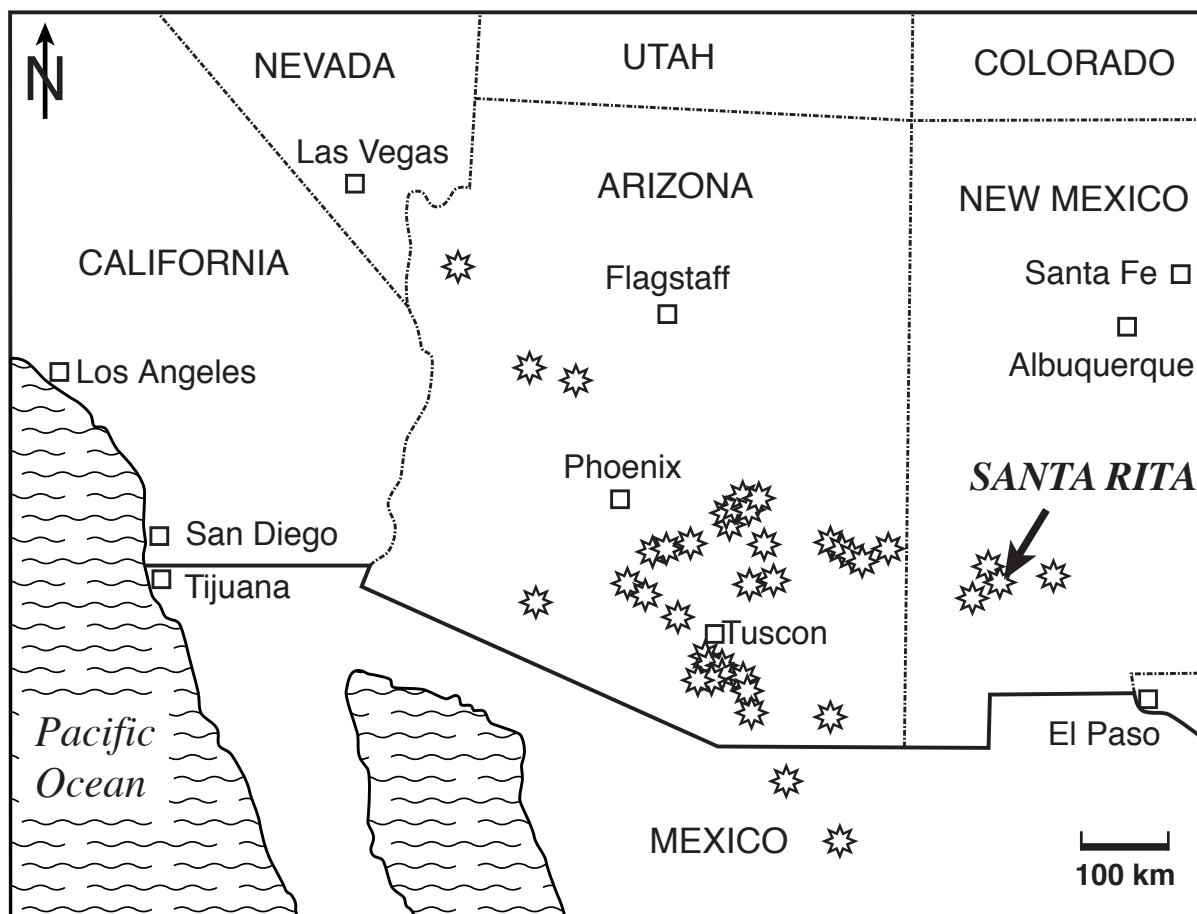 N
NEVADA
UTAH
COLORADO
Las Vegas
ARIZONA
NEW MEXICO
CALIFORNIA
Flagstaff
Santa Fe
Albuquerque
Los Angeles
Phoenix
SANTA RITA
San Diego
Tijuana
Tuscon
Pacific
Ocean
El Paso
MEXICO
100 km